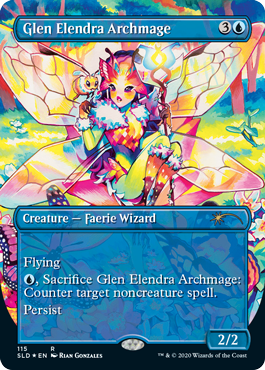 Glen Elendra Archmage 3
Creature — Faerie Wizard
Flying
, Sacrifice Glen Elendra Archmage:
Counter target noncreature spell.
Persist
2/2
115 R
SLD ★ EN Rian Gonzales
™ & © 2020 Wizards of the Coast